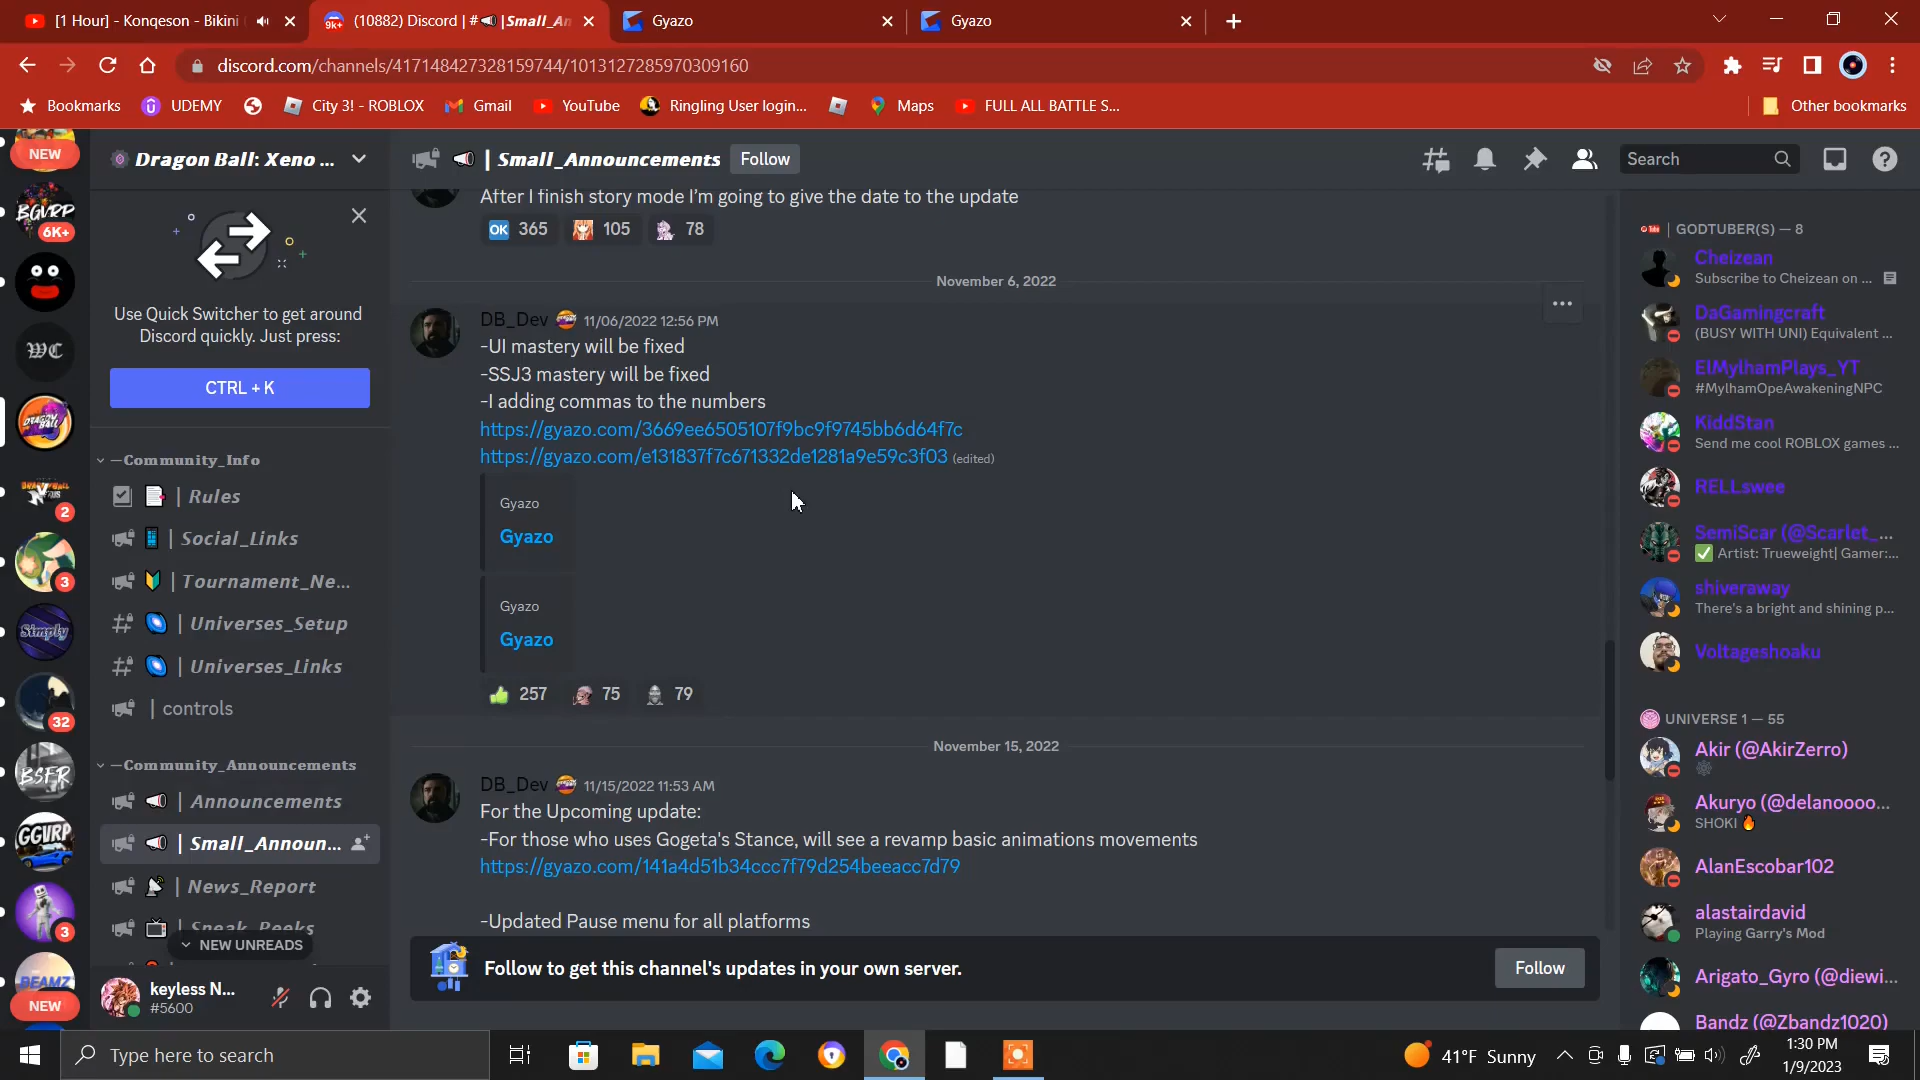 [1 Hour] - Konqeson - Bikini
(10882) Discord | #📢|Small_An
Gyazo
Gyazo
discord.com/channels/417148427328159744/1013127285970309160
Bookmarks
UDEMY
City 3! - ROBLOX
Gmail
YouTube
Ringling User login...
Maps
FULL ALL BATTLE S...
Other bookmarks
NEW
BGVRP
6K+
WC
DRAGON BALL
2
3
Simply
32
BSFR
GGVRP
3
BEAMZ
NEW
Dragon Ball: Xeno ...
Use Quick Switcher to get around
Discord quickly. Just press:
CTRL + K
—Community_Info
| Rules
| Social_Links
| Tournament_Ne...
| Universes_Setup
| Universes_Links
| controls
—Community_Announcements
| Announcements
| Small_Announ...
| News_Report
| Sneak_Peeks
NEW UNREADS
keyless N...
#5600
| Small_Announcements
Follow
Search
After I finish story mode I'm going to give the date to the update
OK 365 105 78
November 6, 2022
DB_Dev 11/06/2022 12:56 PM
-UI mastery will be fixed
-SSJ3 mastery will be fixed
-I adding commas to the numbers
https://gyazo.com/3669ee6505107f9bc9f9745bb6d64f7c
https://gyazo.com/e131837f7c671332de1281a9e59c3f03 (edited)
Gyazo
Gyazo
Gyazo
Gyazo
257 75 79
November 15, 2022
DB_Dev 11/15/2022 11:53 AM
For the Upcoming update:
-For those who uses Gogeta's Stance, will see a revamp basic animations movements
https://gyazo.com/141a4d51b34ccc7f79d254beeacc7d79
-Updated Pause menu for all platforms
Follow to get this channel's updates in your own server.
Follow
| GODTUBER(S) — 8
Cheizean
Subscribe to Cheizean on ...
DaGamingcraft
(BUSY WITH UNI) Equivalent ...
ElMylhamPlays_YT
#MylhamOpeAwakeningNPC
KiddStan
Send me cool ROBLOX games ...
RELLswee
SemiScar (@Scarlet_...
✅ Artist: Trueweight| Gamer:...
shiveraway
There's a bright and shining p...
Voltageshoaku
UNIVERSE 1 — 55
Akir (@AkirZerro)
Akuryo (@delanoooo...
SHOKI 🔥
AlanEscobar102
alastairdavid
Playing Garry's Mod
Arigato_Gyro (@diewi...
Bandz (@Zbandz1020)
Type here to search
41°F Sunny
1:30 PM
1/9/2023